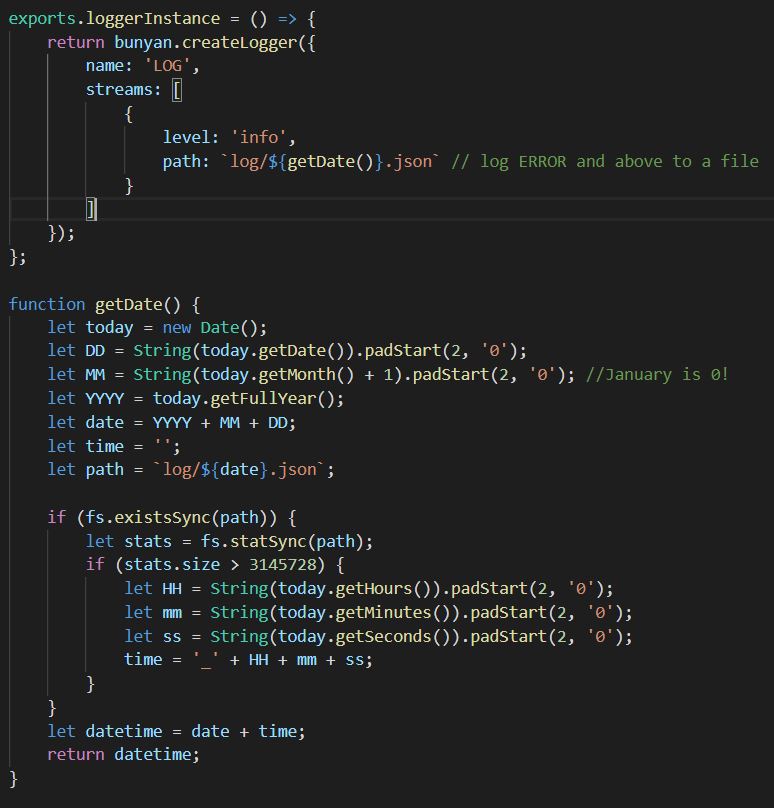 exports.loggerInstance = () => {
    return bunyan.createLogger({
        name: 'LOG',
        streams: [
            {
                level: 'info',
                path: `log/${getDate()}.json` // log ERROR and above to a file
            }
        ]
    });
};

function getDate() {
    let today = new Date();
    let DD = String(today.getDate()).padStart(2, '0');
    let MM = String(today.getMonth() + 1).padStart(2, '0'); //January is 0!
    let YYYY = today.getFullYear();
    let date = YYYY + MM + DD;
    let time = '';
    let path = `log/${date}.json`;

    if (fs.existsSync(path)) {
        let stats = fs.statSync(path);
        if (stats.size > 3145728) {
            let HH = String(today.getHours()).padStart(2, '0');
            let mm = String(today.getMinutes()).padStart(2, '0');
            let ss = String(today.getSeconds()).padStart(2, '0');
            time = '_' + HH + mm + ss;
        }
    }
    let datetime = date + time;
    return datetime;
}